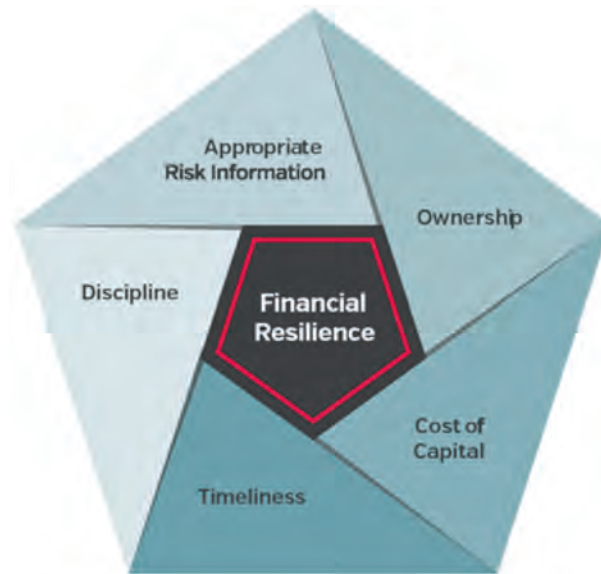 Appropriate
Risk Information
Ownership
Discipline
Financial
Resilience
Cost of
Capital
Timeliness